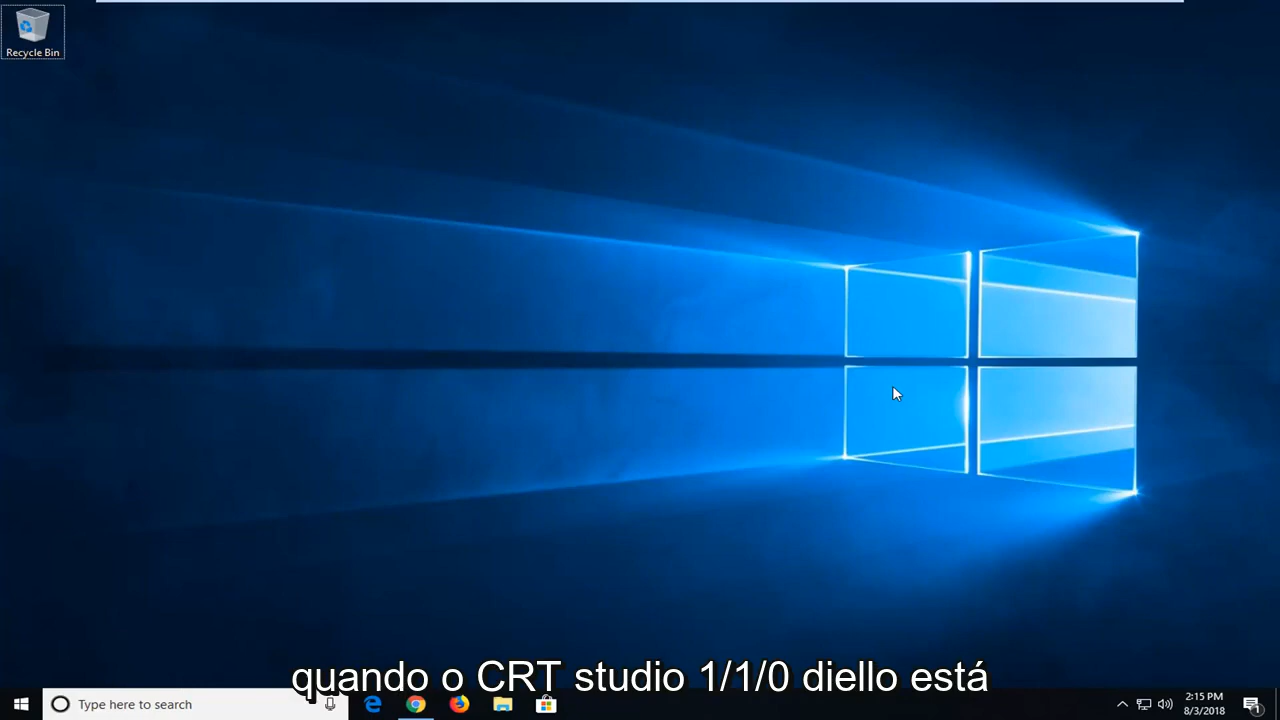 Recycle Bin
quando o CRT studio 1/1/0 diello está
Type here to search
2:15 PM
8/3/2018
1